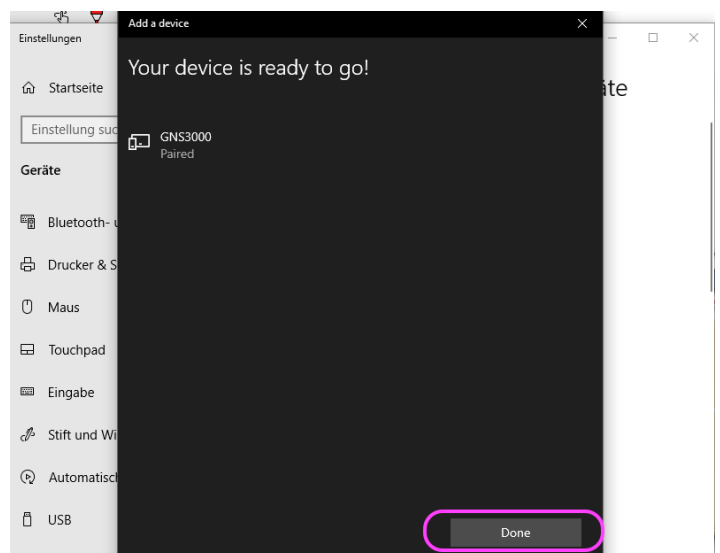 Add a device
Einstellungen
Your device is ready to go!
Startseite
Einstellung suc
GNS3000
Paired
Geräte
Bluetooth- u
Drucker & S
Maus
Touchpad
Eingabe
Stift und Wi
Automatisch
USB
Done
äte